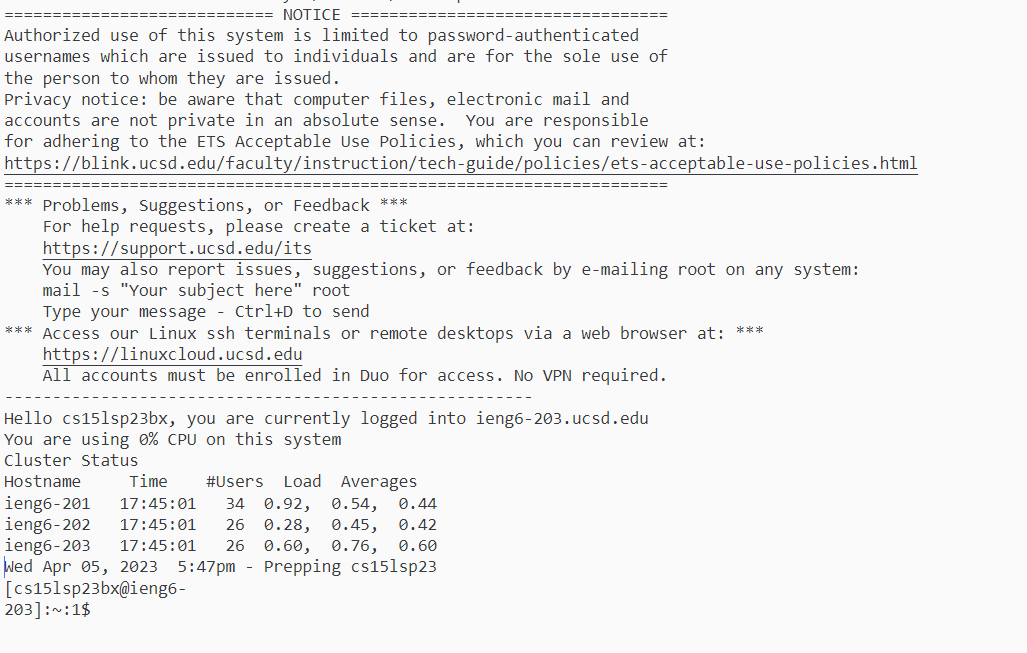 ============================ NOTICE =================================
Authorized use of this system is limited to password-authenticated
usernames which are issued to individuals and are for the sole use of
the person to whom they are issued.
Privacy notice: be aware that computer files, electronic mail and
accounts are not private in an absolute sense.  You are responsible
for adhering to the ETS Acceptable Use Policies, which you can review at:
https://blink.ucsd.edu/faculty/instruction/tech-guide/policies/ets-acceptable-use-policies.html
=====================================================================
*** Problems, Suggestions, or Feedback ***
    For help requests, please create a ticket at:
    https://support.ucsd.edu/its
    You may also report issues, suggestions, or feedback by e-mailing root on any system:
    mail -s "Your subject here" root
    Type your message - Ctrl+D to send
*** Access our Linux ssh terminals or remote desktops via a web browser at: ***
    https://linuxcloud.ucsd.edu
    All accounts must be enrolled in Duo for access. No VPN required.
-------------------------------------------------------
Hello cs15lsp23bx, you are currently logged into ieng6-203.ucsd.edu
You are using 0% CPU on this system
Cluster Status
Hostname     Time    #Users  Load  Averages
ieng6-201   17:45:01   34  0.92,  0.54,  0.44
ieng6-202   17:45:01   26  0.28,  0.45,  0.42
ieng6-203   17:45:01   26  0.60,  0.76,  0.60
Wed Apr 05, 2023  5:47pm - Prepping cs15lsp23
[cs15lsp23bx@ieng6-
203]:~:1$